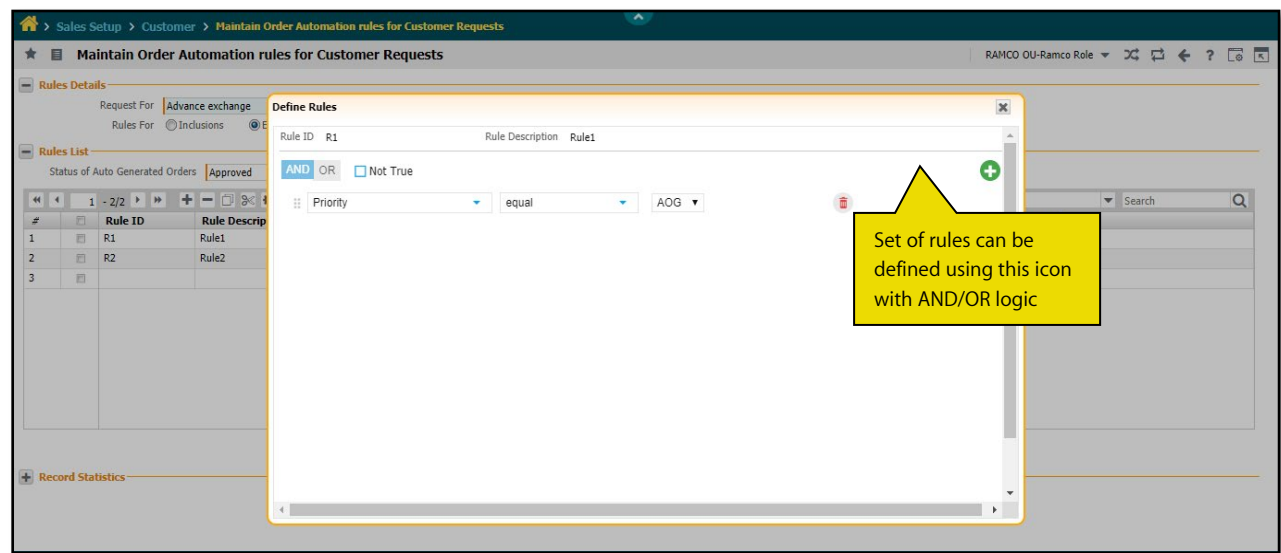 Sales Setup > Customer > Maintain Order Automation rules for Customer Requests
Maintain Order Automation rules for Customer Requests
RAMCO OU-Ramco Role
?
Rules Details
Request For Advance exchange
Rules For Inclusions
Rules List
Status of Auto Generated Orders Approved
1 - 2/2
Search
# Rule ID Rule Descrip
1 R1 Rule1
2 R2 Rule2
3
Record Statistics
Define Rules
Rule ID R1 Rule Description Rule1
AND OR Not True
Priority equal AOG
Set of rules can be
defined using this icon
with AND/OR logic